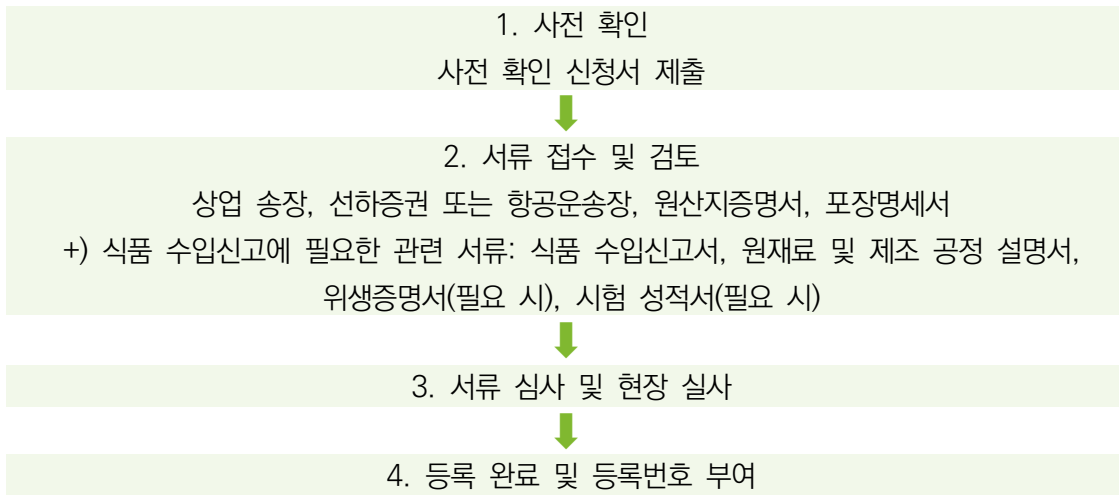 1. 사전 확인
사전 확인 신청서 제출
2. 서류 접수 및 검토
상업 송장, 선하증권 또는 항공운송장, 원산지증명서, 포장명세서
+) 식품 수입신고에 필요한 관련 서류: 식품 수입신고서, 원재료 및 제조 공정 설명서,
위생증명서(필요 시), 시험 성적서(필요 시)
3. 서류 심사 및 현장 실사
4. 등록 완료 및 등록번호 부여